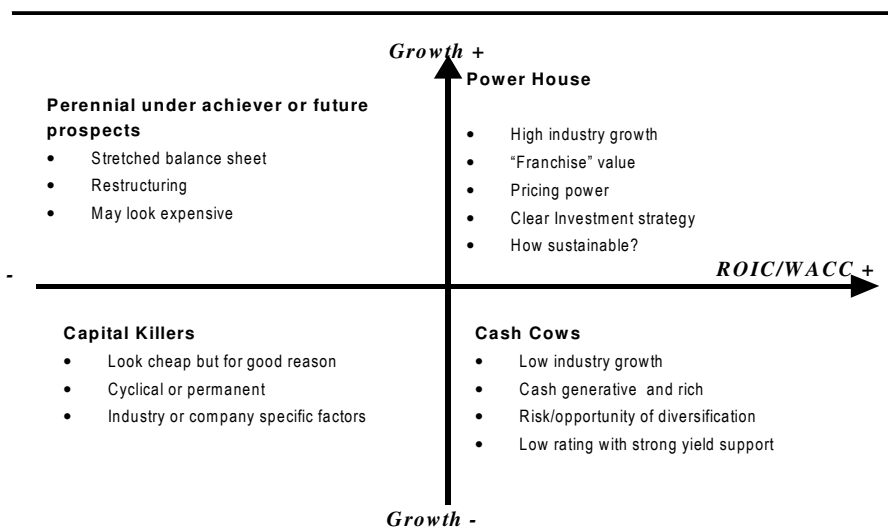 Growth +
Perennial under achiever or future
prospects
• Stretched balance sheet
• Restructuring
• May look expensive
Power House
• High industry growth
• “Franchise” value
• Pricing power
• Clear Investment strategy
• How sustainable?
-
ROIC/WACC +
Capital Killers
• Look cheap but for good reason
• Cyclical or permanent
• Industry or company specific factors
Cash Cows
• Low industry growth
• Cash generative and rich
• Risk/opportunity of diversification
• Low rating with strong yield support
Growth -